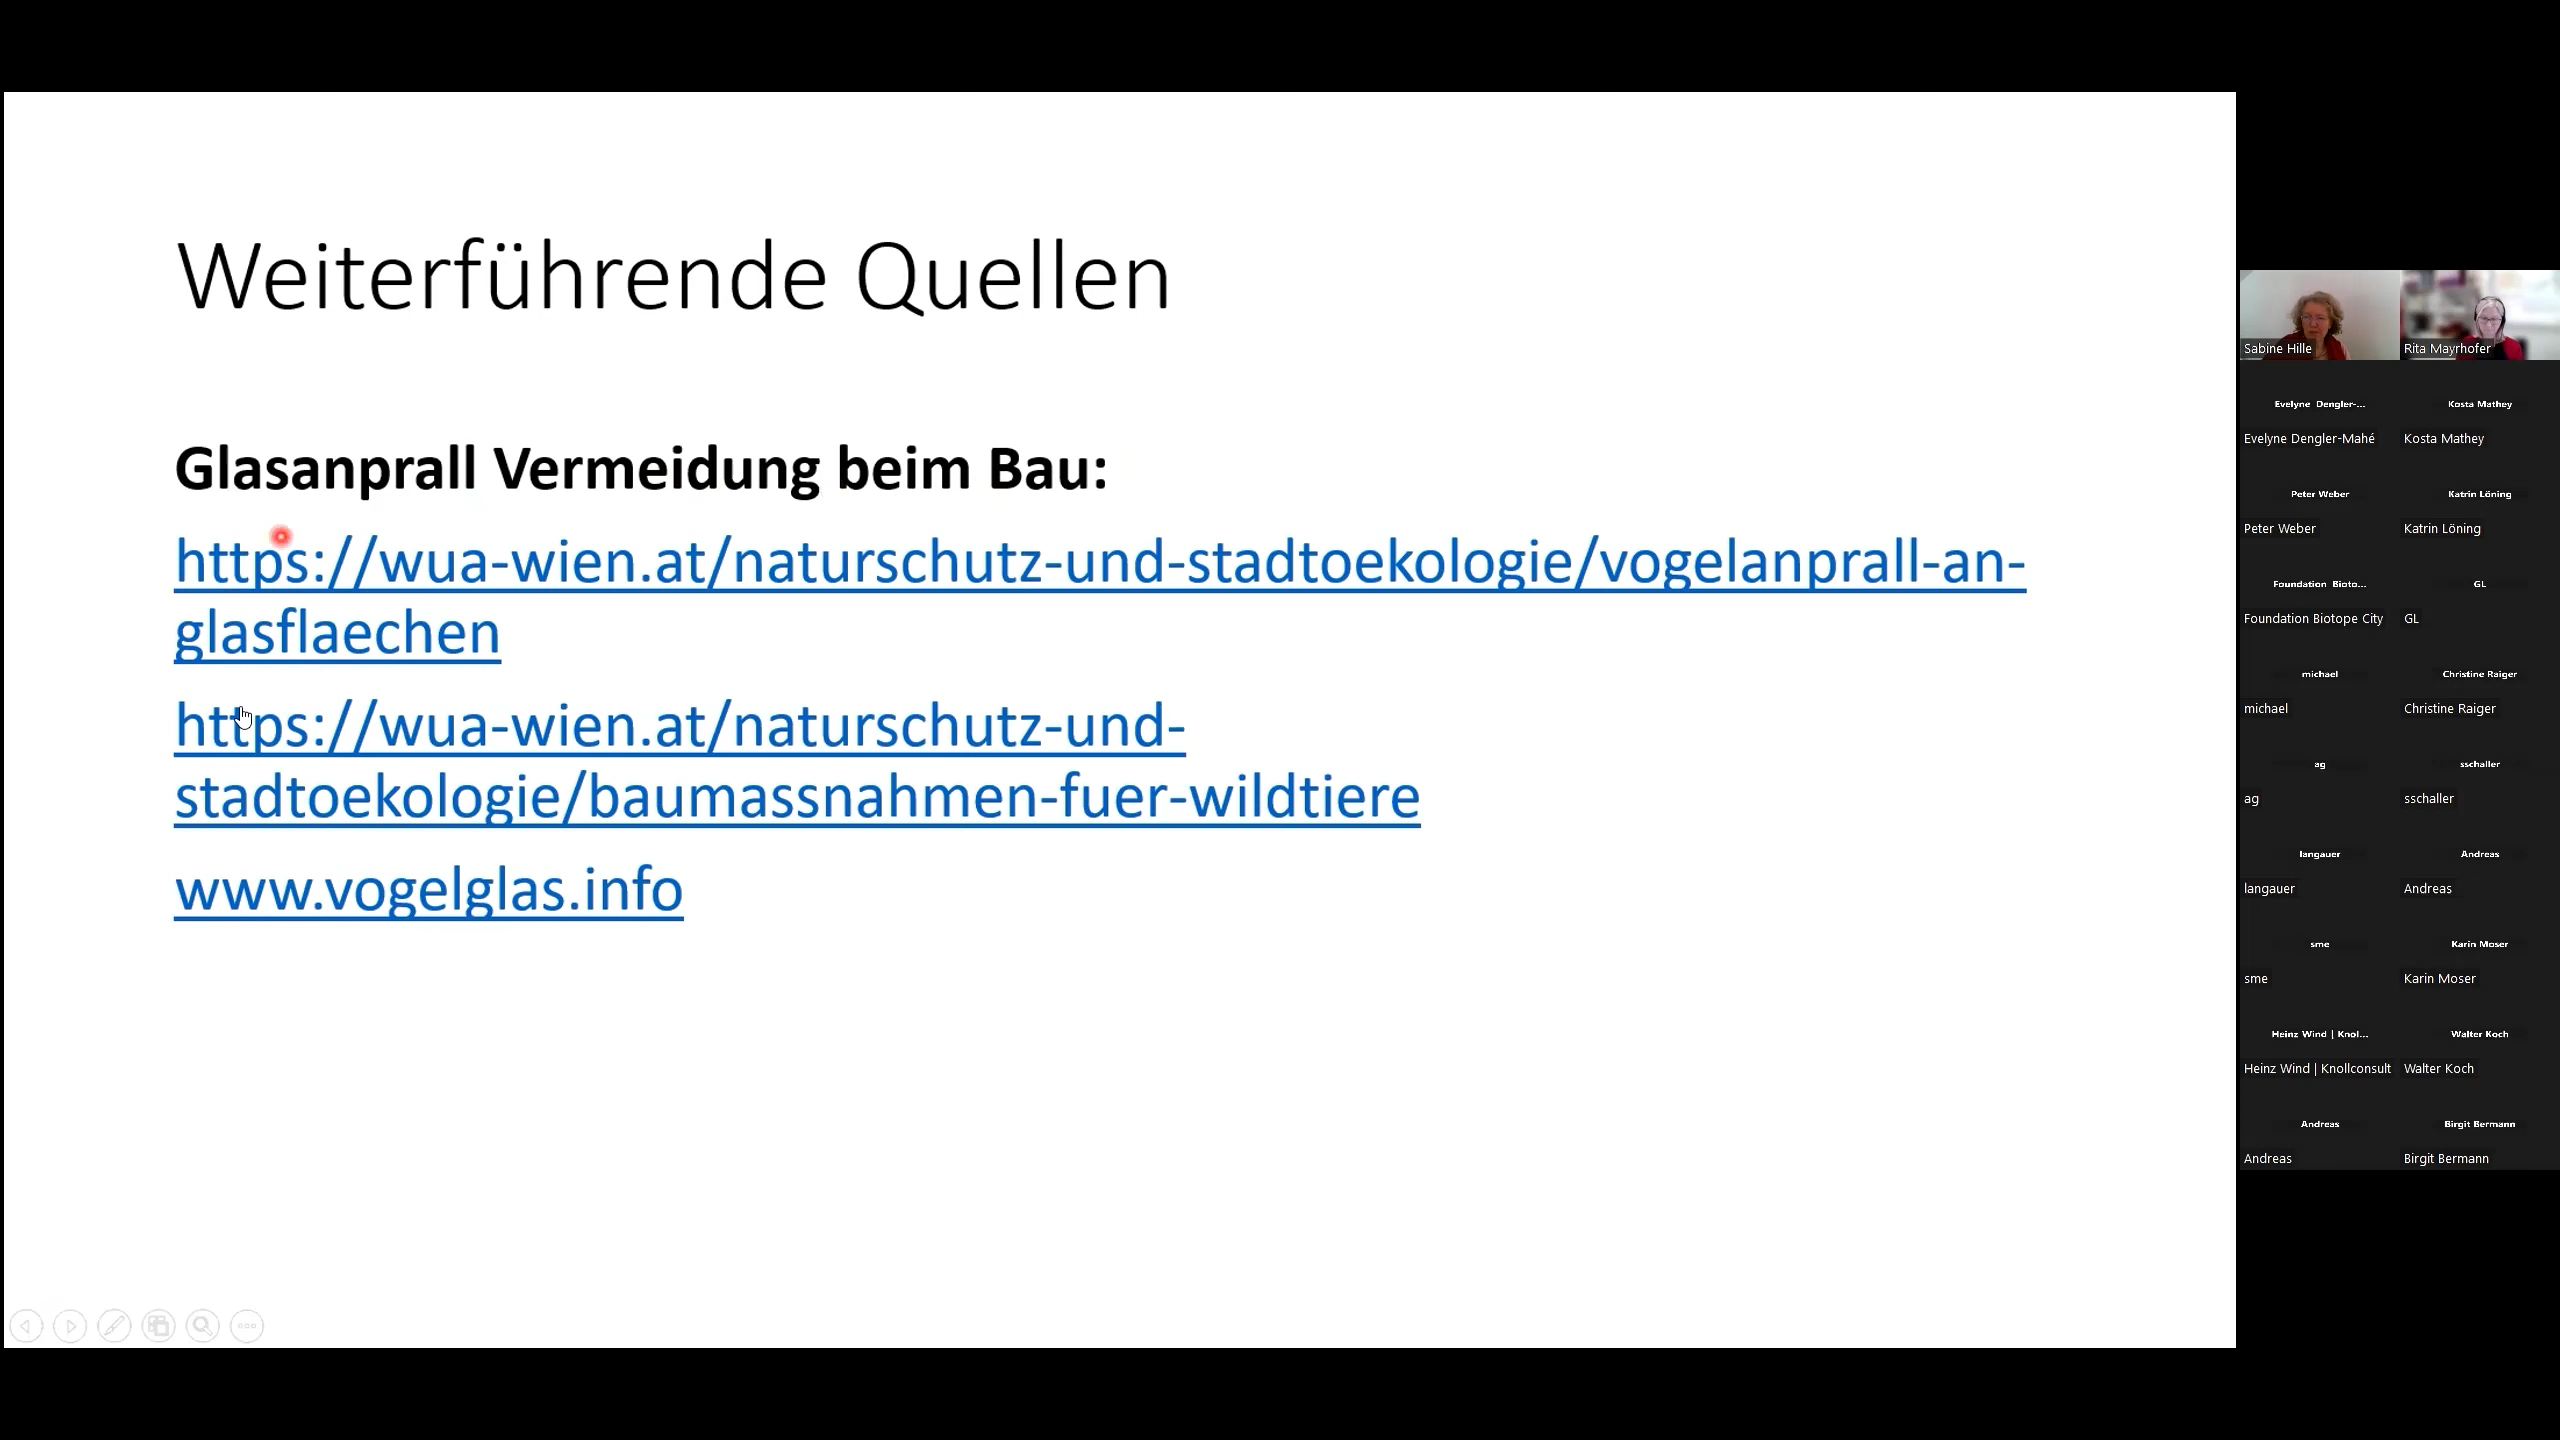 Weiterführende Quellen
Glasanprall Vermeidung beim Bau:
https://wua-wien.at/naturschutz-und-stadtoekologie/vogelanprall-an-
glasflaechen
https://wua-wien.at/naturschutz-und-
stadtoekologie/baumassnahmen-fuer-wildtiere
www.vogelglas.info
Sabine Hille
Rita Mayrhofer
Evelyne Dengler-...
Kosta Mathey
Evelyne Dengler-Mahé
Kosta Mathey
Peter Weber
Katrin Löning
Peter Weber
Katrin Löning
Foundation Bioto...
GL
Foundation Biotope City
GL
michael
Christine Raiger
michael
Christine Raiger
ag
sschaller
ag
sschaller
langauer
Andreas
langauer
Andreas
sme
Karin Moser
sme
Karin Moser
Heinz Wind | Knol...
Walter Koch
Heinz Wind | Knollconsult
Walter Koch
Andreas
Birgit Bermann
Andreas
Birgit Bermann